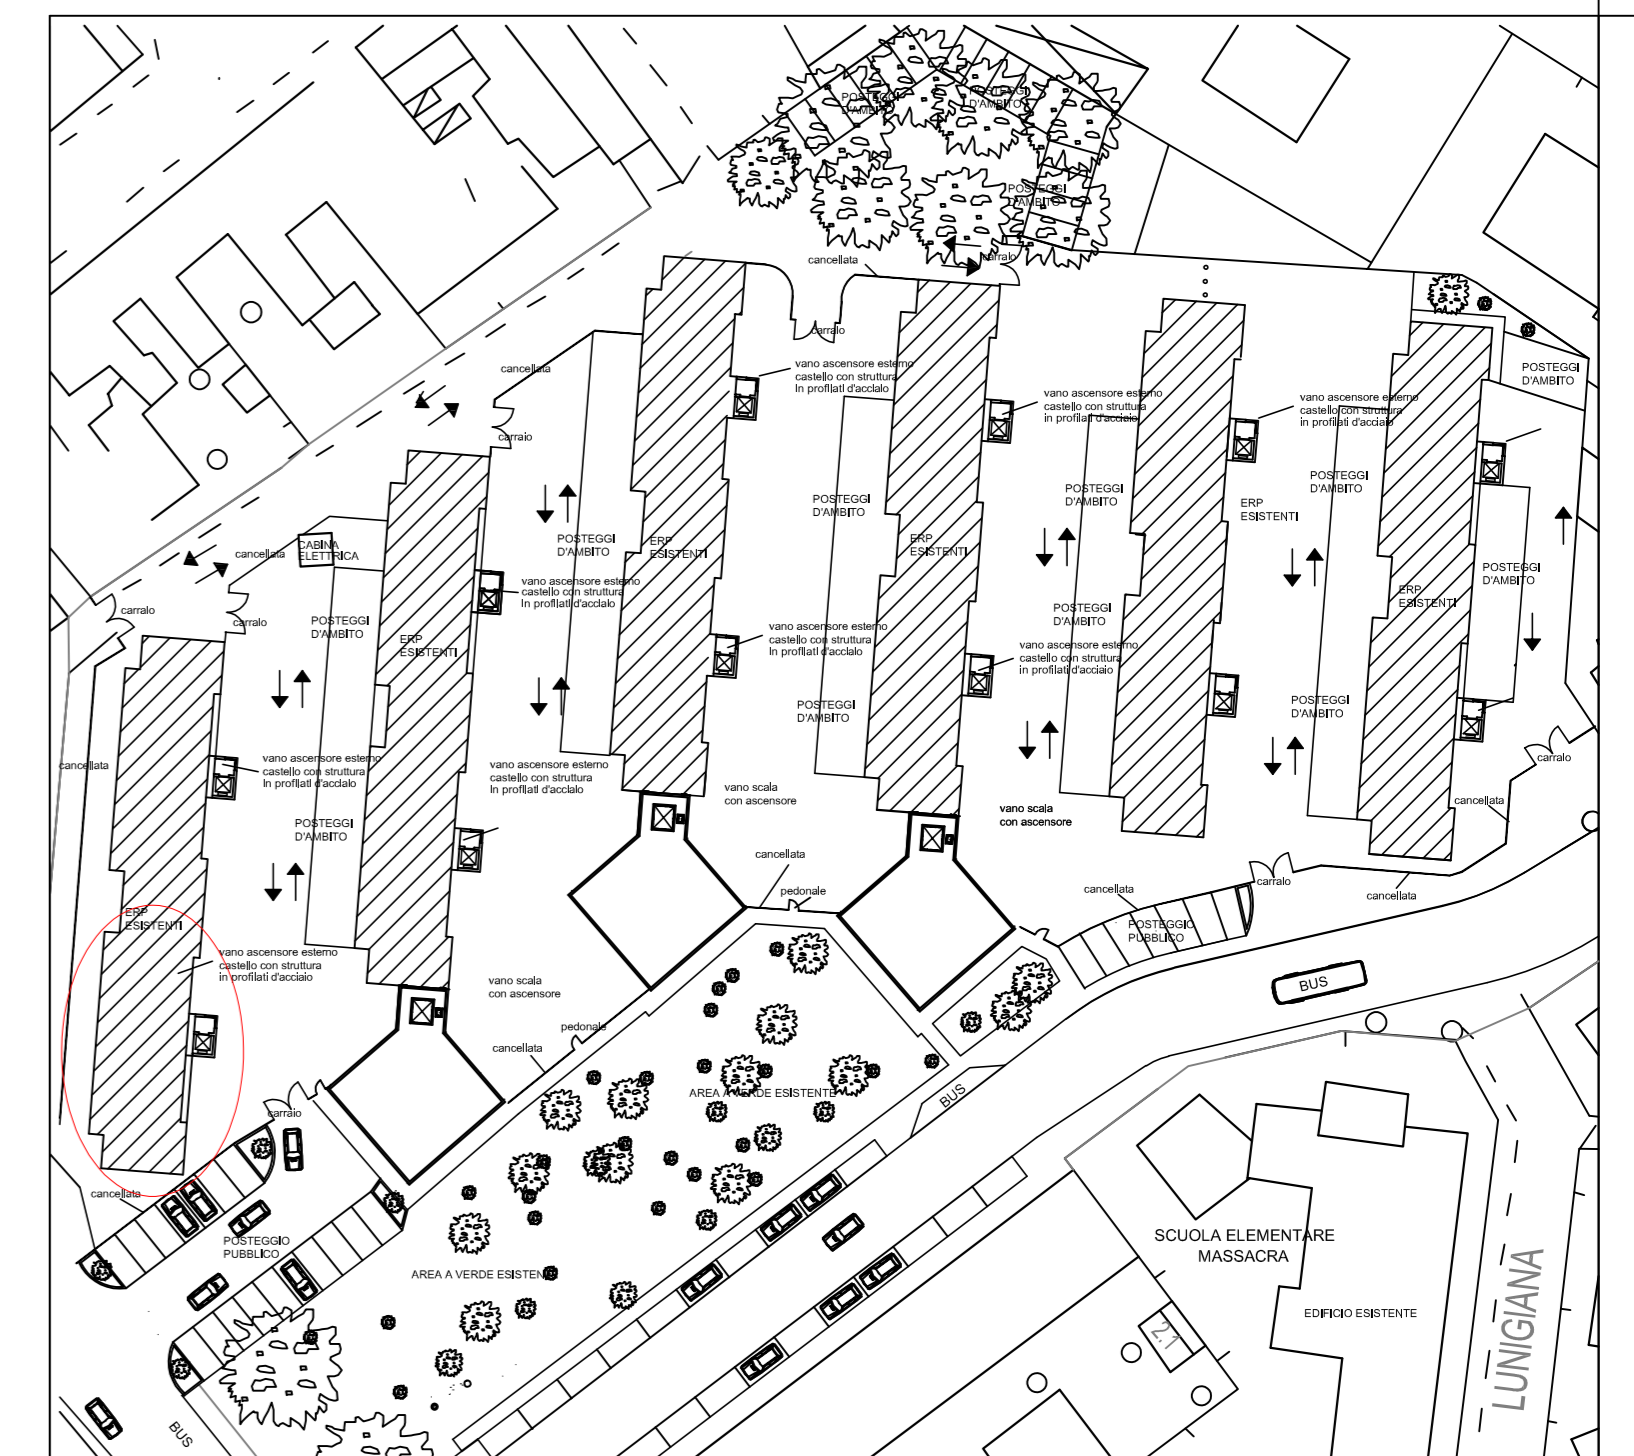 POSTEGGI
D'AMBITO
POSTEGGI
D'AMBITO
POSTEGGI
D'AMBITO
cancellata
carraio
carraio
cancellata
vano ascensore esterno
castello con struttura
in profilati d'acciaio
vano ascensore esterno
castello con struttura
in profilati d'acciaio
vano ascensore esterno
castello con struttura
in profilati d'acciaio
POSTEGGI
D'AMBITO
carraio
POSTEGGI
D'AMBITO
POSTEGGI
D'AMBITO
POSTEGGI
D'AMBITO
ERP
ESISTENTI
cancellata
CABINA
ELETTRICA
POSTEGGI
D'AMBITO
ERP
ESISTENTI
ERP
ESISTENTI
POSTEGGI
D'AMBITO
vano ascensore esterno
castello con struttura
in profilati d'acciaio
ERP
ESISTENTI
carraio
carraio
POSTEGGI
D'AMBITO
ERP
ESISTENTI
vano ascensore esterno
castello con struttura
in profilati d'acciaio
POSTEGGI
D'AMBITO
vano ascensore esterno
castello con struttura
in profilati d'acciaio
POSTEGGI
D'AMBITO
POSTEGGI
D'AMBITO
cancellata
vano ascensore esterno
castello con struttura
in profilati d'acciaio
vano ascensore esterno
castello con struttura
in profilati d'acciaio
carraio
vano scala
con ascensore
vano scala
con ascensore
cancellata
POSTEGGI
D'AMBITO
cancellata
pedonale
cancellata
carraio
cancellata
ERP
ESISTENTI
POSTEGGIO
PUBBLICO
vano ascensore esterno
castello con struttura
in profilati d'acciaio
vano scala
con ascensore
BUS
pedonale
cancellata
AREA A VERDE ESISTENTE
BUS
carraio
cancellata
POSTEGGIO
PUBBLICO
SCUOLA ELEMENTARE
MASSACRA
AREA A VERDE ESISTENTE
EDIFICIO ESISTENTE
LUNIGIANA
2.1
BUS